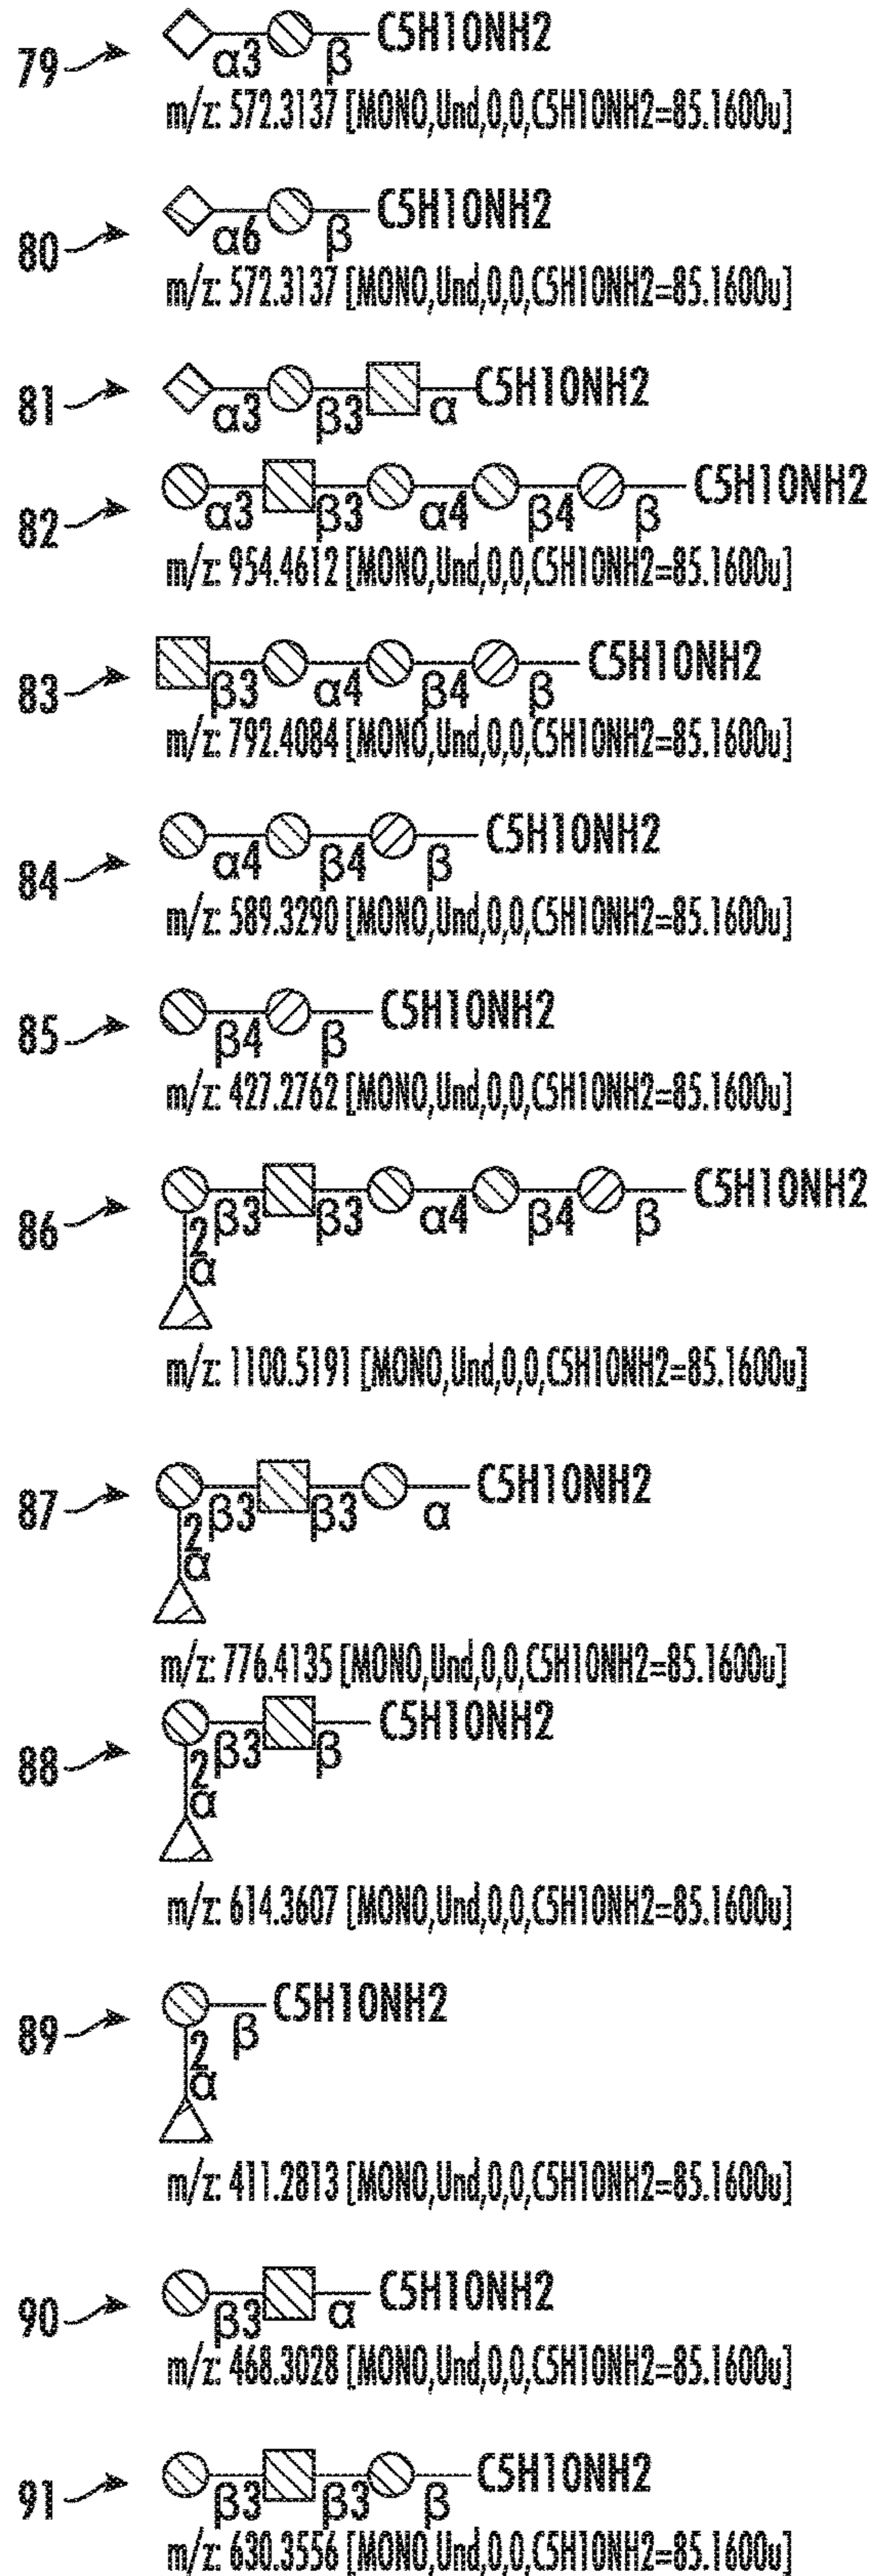 79 α3 β C5H10NH2
m/z: 572.3137 [MONO,Und,0,0,C5H10NH2=85.1600u]
80 α6 β C5H10NH2
m/z: 572.3137 [MONO,Und,0,0,C5H10NH2=85.1600u]
81 α3 β3 α C5H10NH2
82 α3 β3 α4 β4 β C5H10NH2
m/z: 954.4612 [MONO,Und,0,0,C5H10NH2=85.1600u]
83 β3 α4 β4 β C5H10NH2
m/z: 792.4084 [MONO,Und,0,0,C5H10NH2=85.1600u]
84 α4 β4 β C5H10NH2
m/z: 589.3290 [MONO,Und,0,0,C5H10NH2=85.1600u]
85 β4 β C5H10NH2
m/z: 427.2762 [MONO,Und,0,0,C5H10NH2=85.1600u]
86 β3 β3 α4 β4 β C5H10NH2
2
α
m/z: 1100.5191 [MONO,Und,0,0,C5H10NH2=85.1600u]
87 β3 β3 α C5H10NH2
2
α
m/z: 776.4135 [MONO,Und,0,0,C5H10NH2=85.1600u]
88 β3 β C5H10NH2
2
α
m/z: 614.3607 [MONO,Und,0,0,C5H10NH2=85.1600u]
89 β C5H10NH2
2
α
m/z: 411.2813 [MONO,Und,0,0,C5H10NH2=85.1600u]
90 β3 α C5H10NH2
m/z: 468.3028 [MONO,Und,0,0,C5H10NH2=85.1600u]
91 β3 β3 β C5H10NH2
m/z: 630.3556 [MONO,Und,0,0,C5H10NH2=85.1600u]